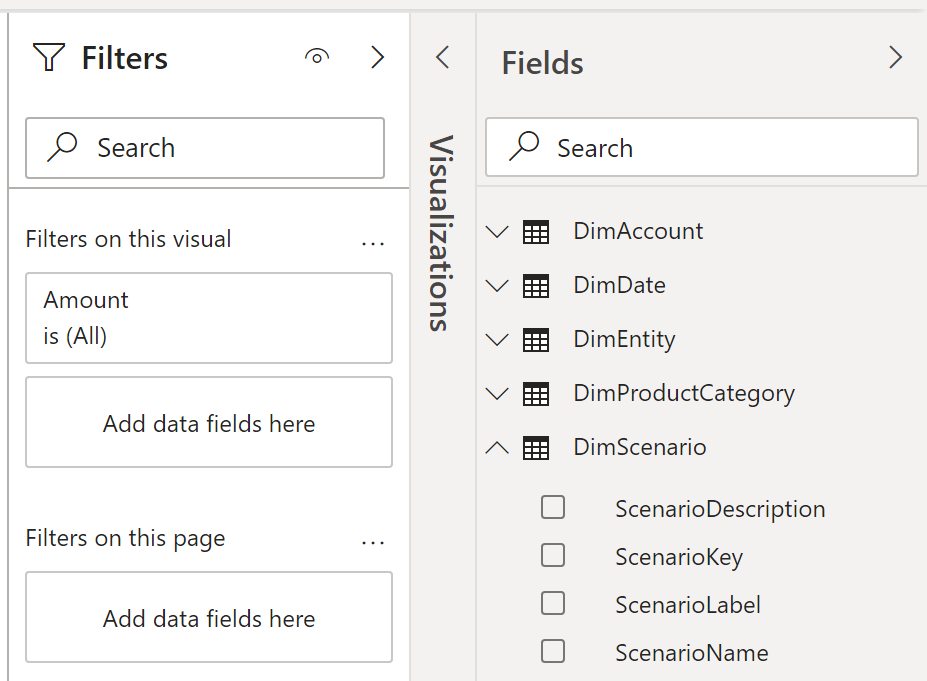 Filters
Search
Filters on this visual
...
Amount
is (All)
Add data fields here
Filters on this page
...
Add data fields here
Visualizations
Fields
Search
DimAccount
DimDate
DimEntity
DimProductCategory
DimScenario
ScenarioDescription
ScenarioKey
ScenarioLabel
ScenarioName